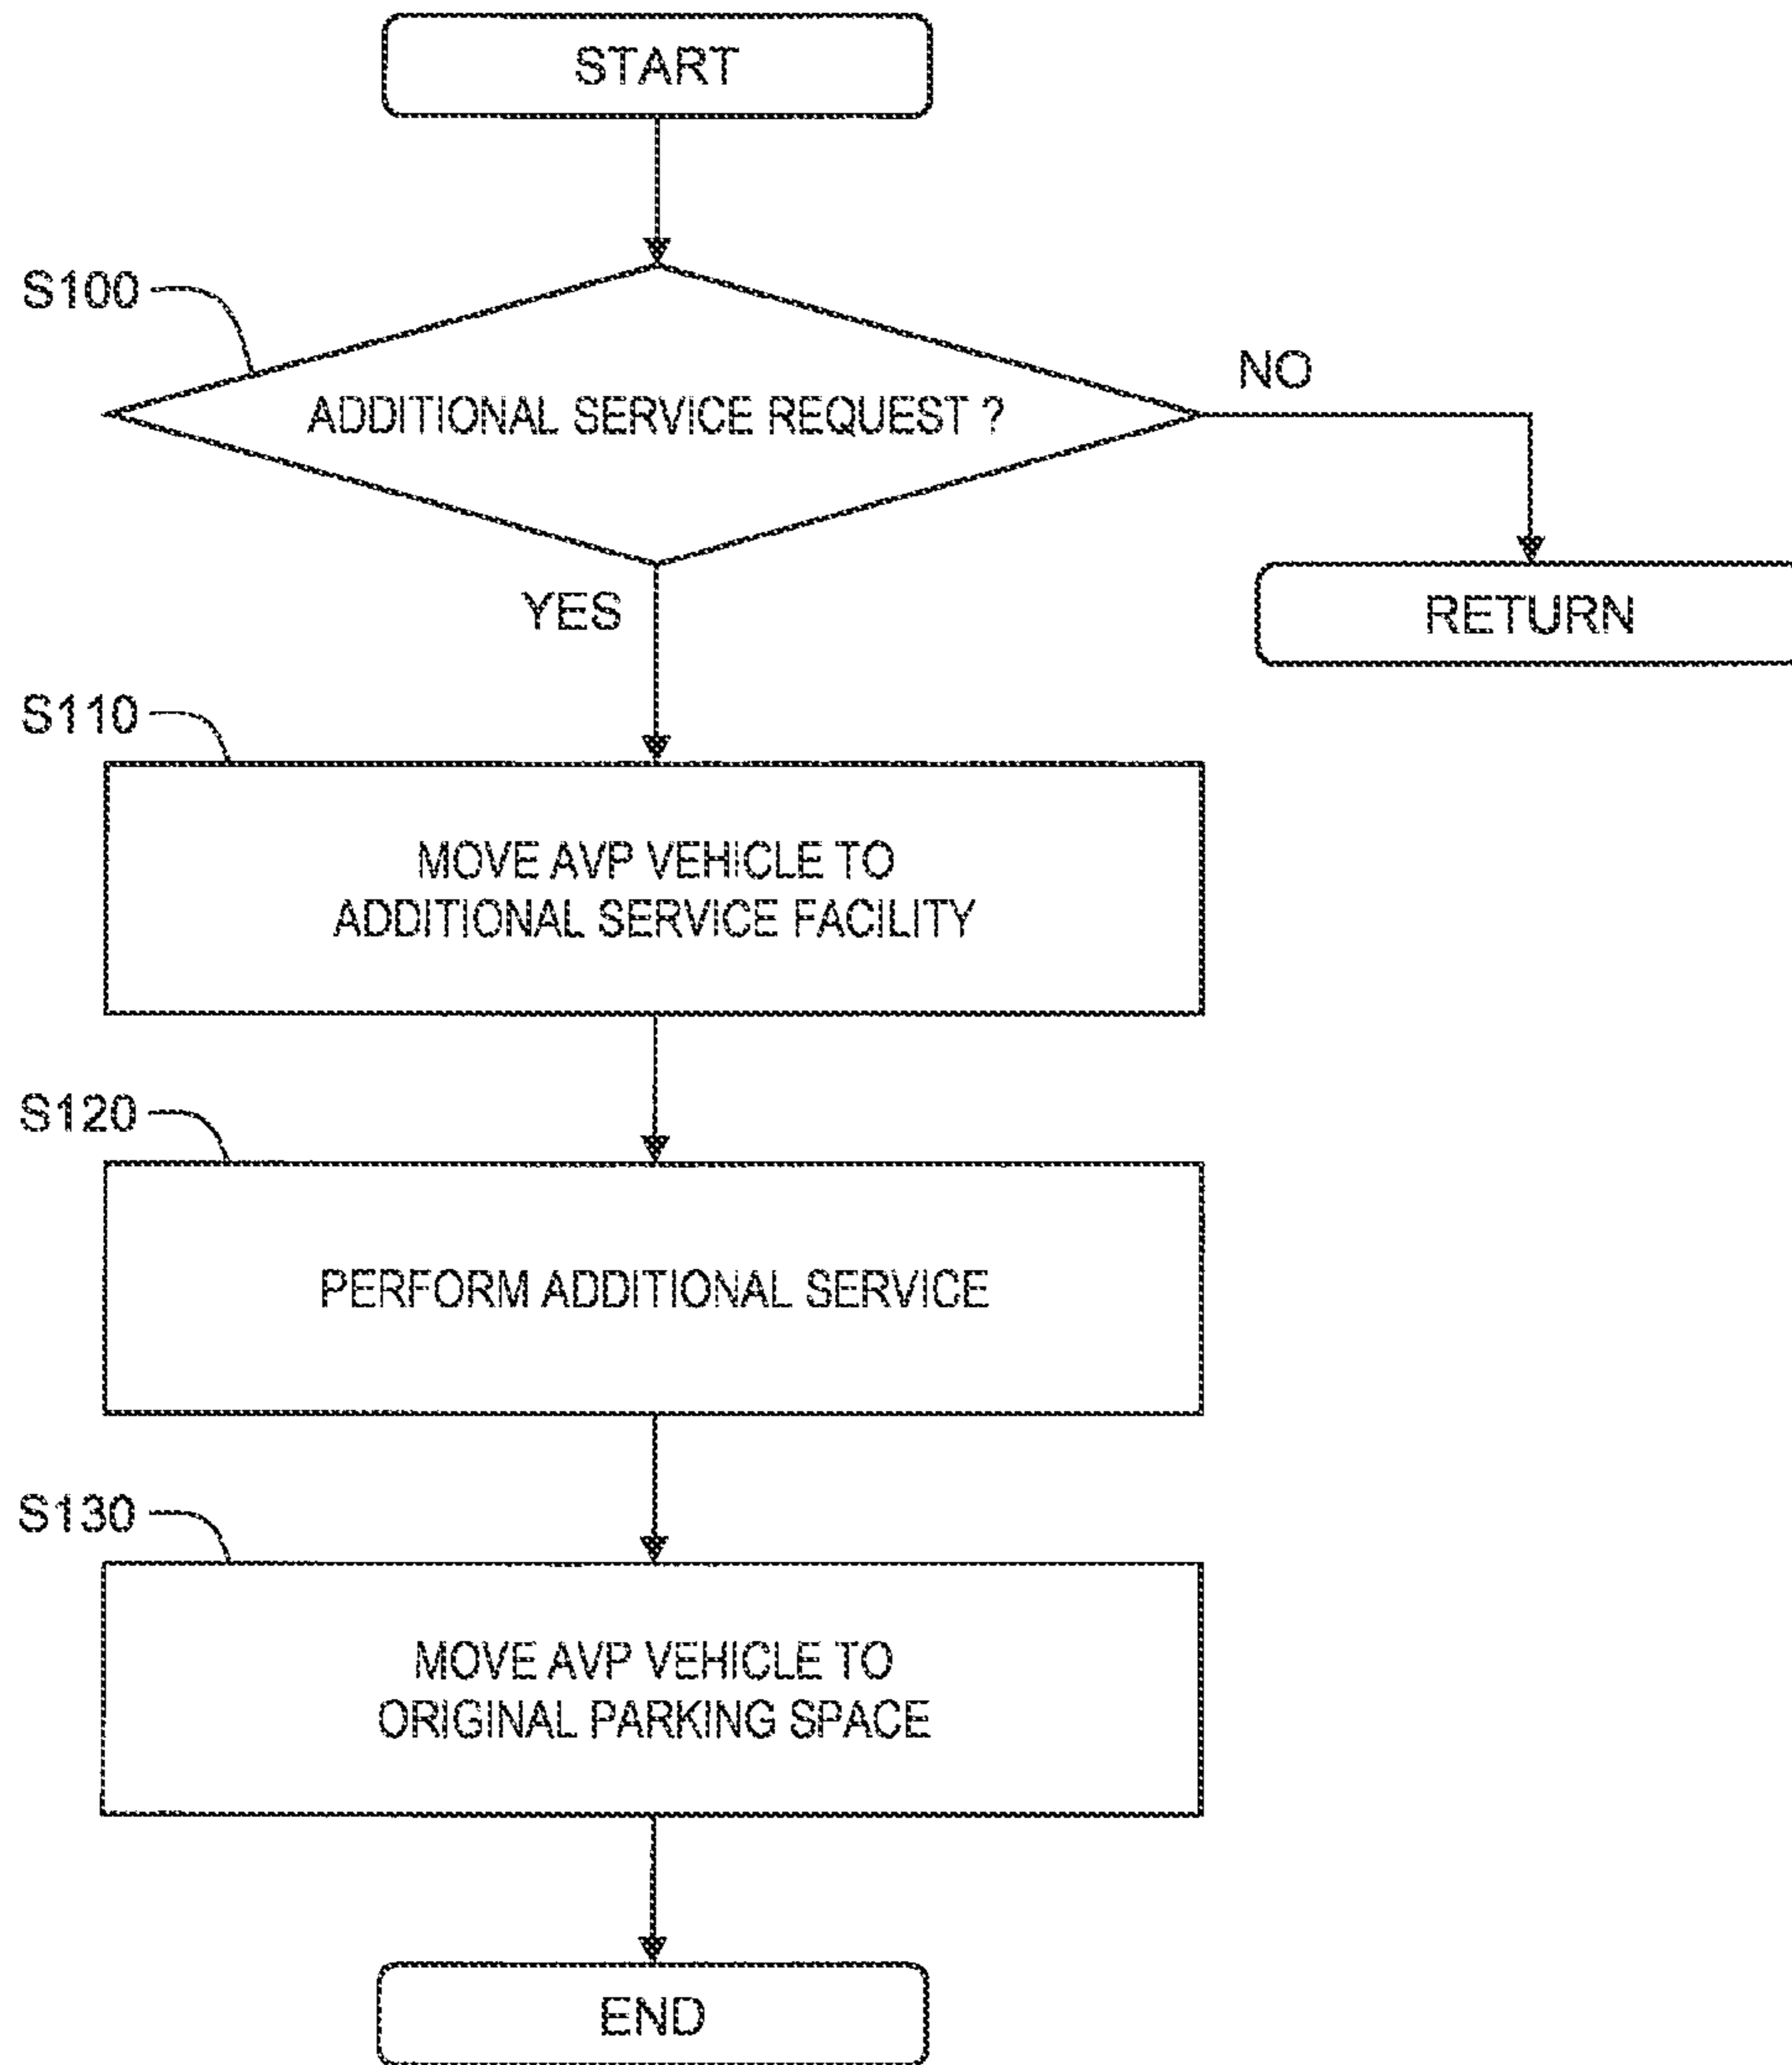 START
S100
ADDITIONAL SERVICE REQUEST ?
NO
RETURN
YES
S110
MOVE AVP VEHICLE TO
ADDITIONAL SERVICE FACILITY
S120
PERFORM ADDITIONAL SERVICE
S130
MOVE AVP VEHICLE TO
ORIGINAL PARKING SPACE
END